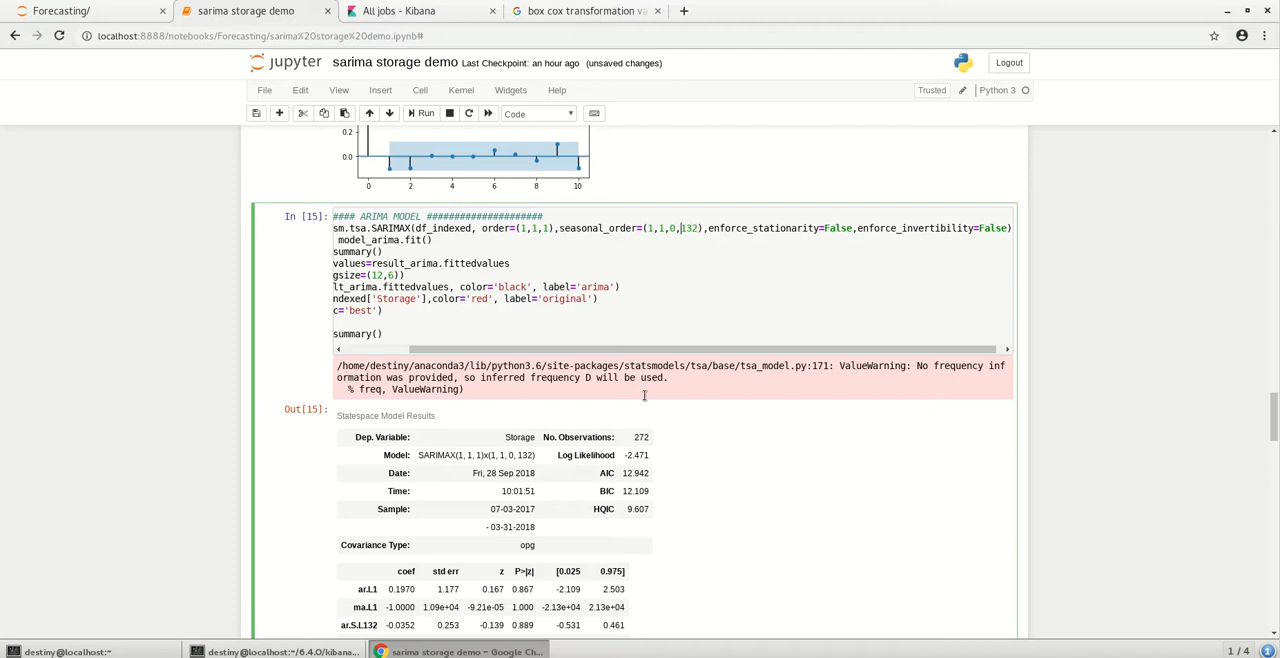 Forecasting/
sarima storage demo
All jobs - Kibana
box cox transformation va
localhost:8888/notebooks/Forecasting/sarima%20storage%20demo.ipynb#
jupyter sarima storage demo Last Checkpoint: an hour ago (unsaved changes)
Logout
File Edit View Insert Cell Kernel Widgets Help
Trusted Python 3
Run Code
0.2
0.0
0 2 4 6 8 10
In [15]:
#### ARIMA MODEL #####################
sm.tsa.SARIMAX(df_indexed, order=(1,1,1),seasonal_order=(1,1,0,132),enforce_stationarity=False,enforce_invertibility=False)
model_arima.fit()
summary()
values=result_arima.fittedvalues
gsize=(12,6))
lt_arima.fittedvalues, color='black', label='arima')
ndexed['Storage'],color='red', label='original')
c='best')
summary()
/home/destiny/anaconda3/lib/python3.6/site-packages/statsmodels/tsa/base/tsa_model.py:171: ValueWarning: No frequency inf
ormation was provided, so inferred frequency D will be used.
% freq, ValueWarning)
Out[15]:
Statespace Model Results
Dep. Variable: Storage No. Observations: 272
Model: SARIMAX(1, 1, 1)x(1, 1, 0, 132) Log Likelihood -2.471
Date: Fri, 28 Sep 2018 AIC 12.942
Time: 10:01:51 BIC 12.109
Sample: 07-03-2017 HQIC 9.607
- 03-31-2018
Covariance Type: opg
coef std err z P>|z| [0.025 0.975]
ar.L1 0.1970 1.177 0.167 0.867 -2.109 2.503
ma.L1 -1.0000 1.09e+04 -9.21e-05 1.000 -2.13e+04 2.13e+04
ar.S.L132 -0.0352 0.253 -0.139 0.889 -0.531 0.461
destiny@localhost:~
destiny@localhost:~/6.4.0/kibana...
sarima storage demo – Google Ch...
1 / 4
1